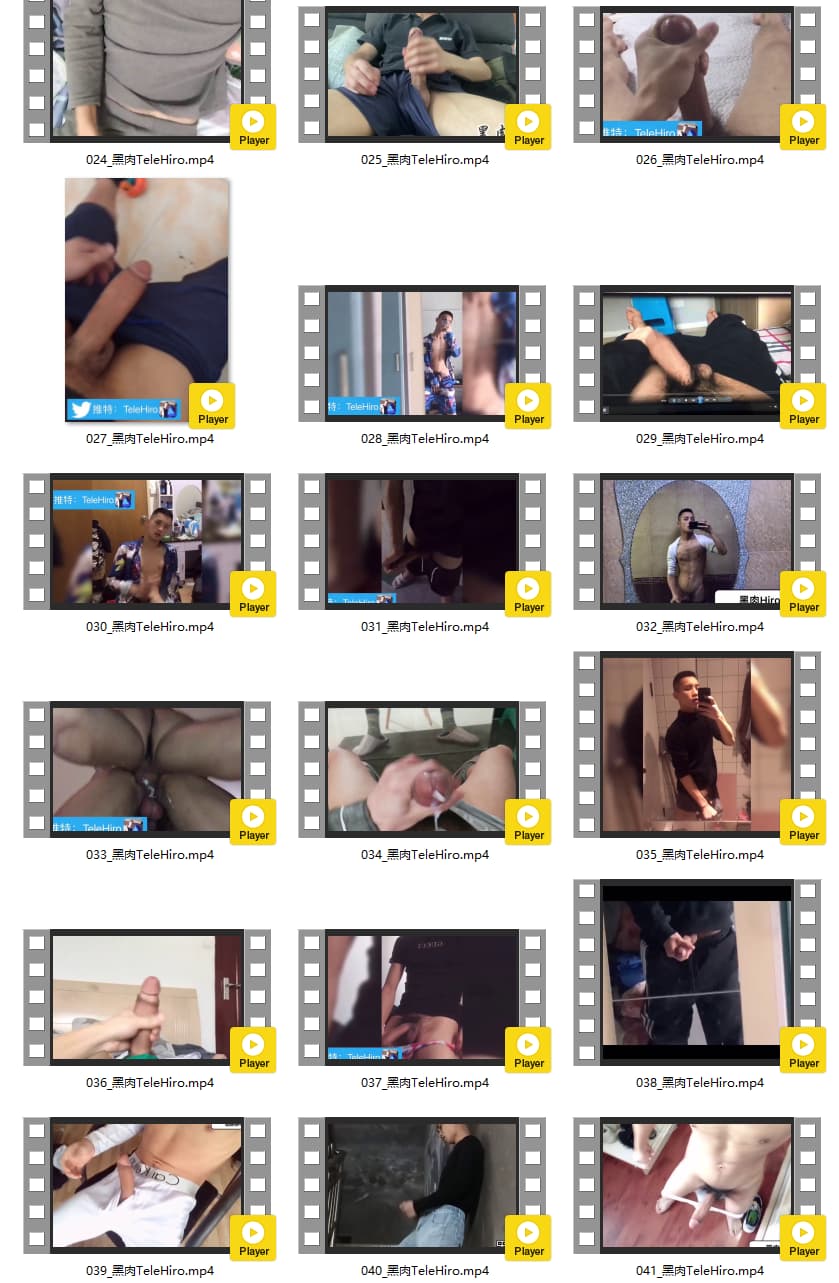 Player
Player
推特：TeleHiro
Player
024_黑肉TeleHiro.mp4
025_黑肉TeleHiro.mp4
026_黑肉TeleHiro.mp4
推特：TeleHiro
Player
特：TeleHiro
Player
Player
027_黑肉TeleHiro.mp4
028_黑肉TeleHiro.mp4
029_黑肉TeleHiro.mp4
推特：TeleHiro
Player
特：TeleHiro
Player
黑肉Hiro
Player
030_黑肉TeleHiro.mp4
031_黑肉TeleHiro.mp4
032_黑肉TeleHiro.mp4
推特：TeleHiro
Player
Player
Player
033_黑肉TeleHiro.mp4
034_黑肉TeleHiro.mp4
035_黑肉TeleHiro.mp4
Player
特：TeleHiro
Player
Player
036_黑肉TeleHiro.mp4
037_黑肉TeleHiro.mp4
038_黑肉TeleHiro.mp4
Player
Player
Player
039_黑肉TeleHiro.mp4
040_黑肉TeleHiro.mp4
041_黑肉TeleHiro.mp4